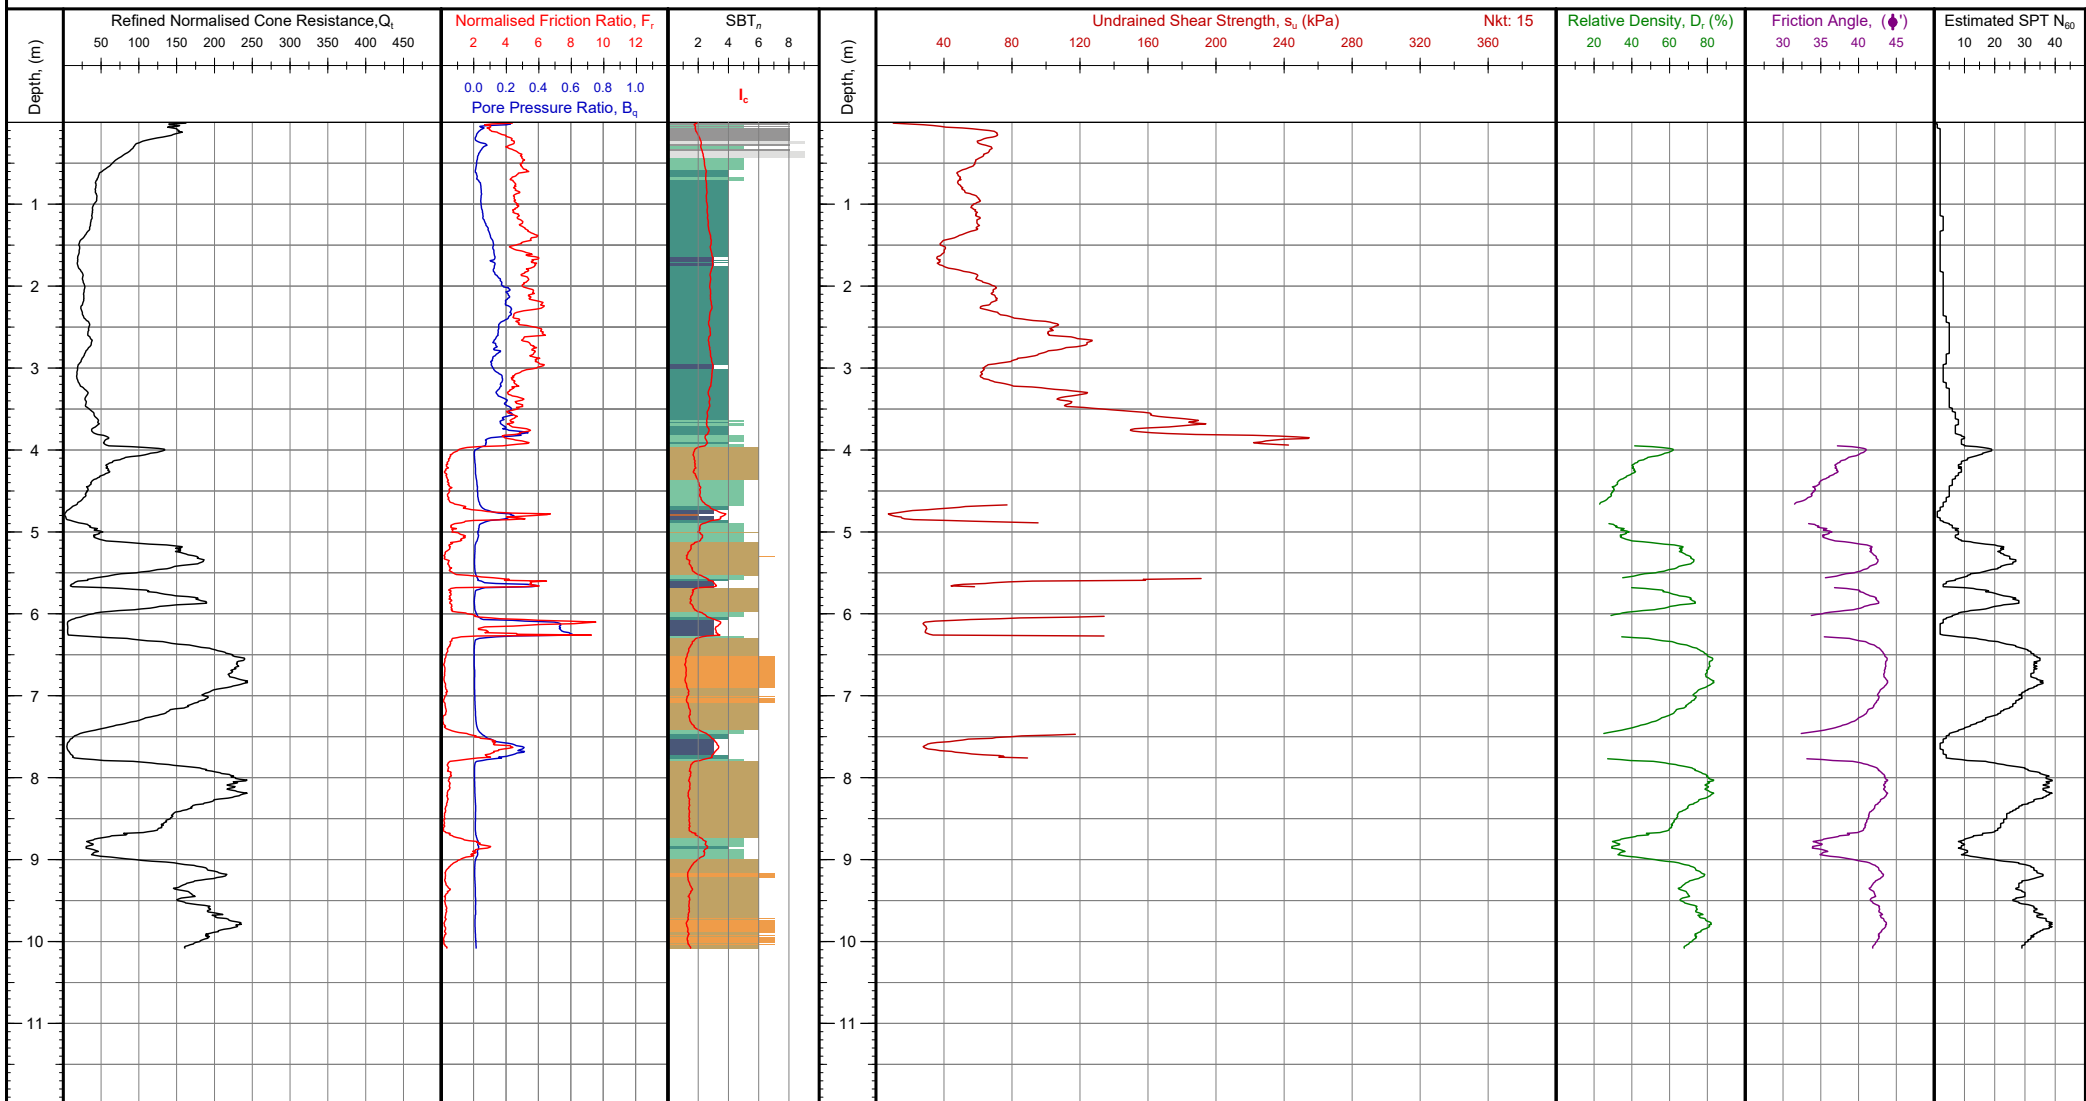 Refined Normalised Cone Resistance,Qt
Normalised Friction Ratio, Fr
SBTn
Undrained Shear Strength, su (kPa)
Nkt: 15
Relative Density, Dr (%)
Friction Angle, (ϕ')
Estimated SPT N60
Depth, (m)
50 100 150 200 250 300 350 400 450
2 4 6 8 10 12
2 4 6 8
Depth, (m)
40 80 120 160 200 240 280 320 360
20 40 60 80
30 35 40 45
10 20 30 40
0.0 0.2 0.4 0.6 0.8 1.0
Pore Pressure Ratio, Bq
Ic
1 1
2 2
3 3
4 4
5 5
6 6
7 7
8 8
9 9
10 10
11 11